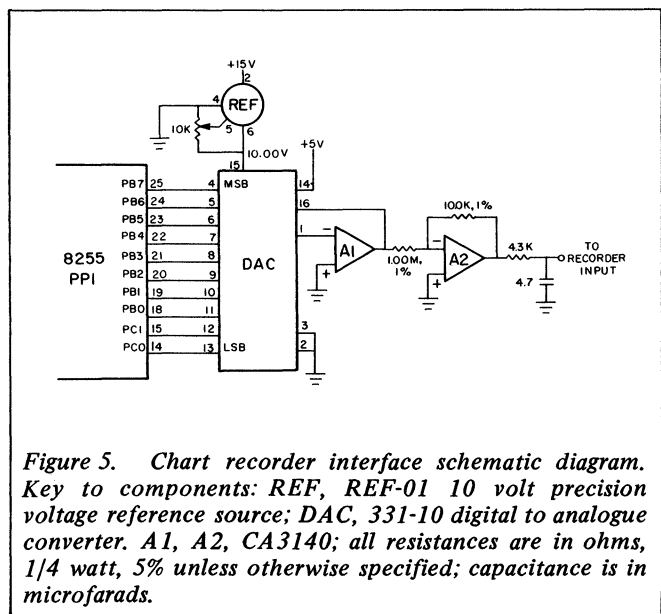 +15V
2
4
REF
10K
5
6
10.00V
15
+5V
PB7 25 4 MSB 14
PB6 24 5 16
PB5 23 6
PB4 22 7 1
8255
PPI
PB3 21 8
DAC
PB2 20 9
PB1 19 10
PB0 18 11
PC1 15 12 3
PC0 14 13 LSB 2
-
A1
+
1.00M,
1%
10.0K, 1%
-
A2
+
4.3K
4.7
TO
RECORDER
INPUT
Figure 5. Chart recorder interface schematic diagram.
Key to components: REF, REF-01 10 volt precision
voltage reference source; DAC, 331-10 digital to analogue
converter. A1, A2, CA3140; all resistances are in ohms,
1/4 watt, 5% unless otherwise specified; capacitance is in
microfarads.